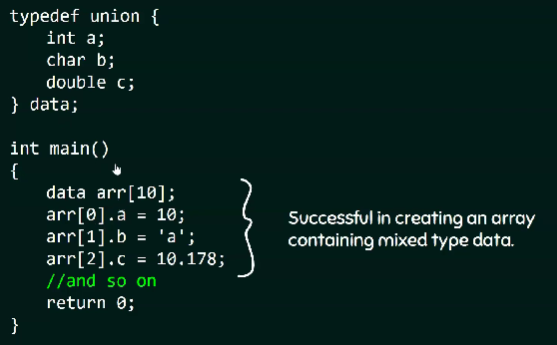 typedef union {
    int a;
    char b;
    double c;
} data;
int main()
{
    data arr[10];
    arr[0].a = 10;
    arr[1].b = 'a';
    arr[2].c = 10.178;
    //and so on
    return 0;
}
Successful in creating an array
containing mixed type data.